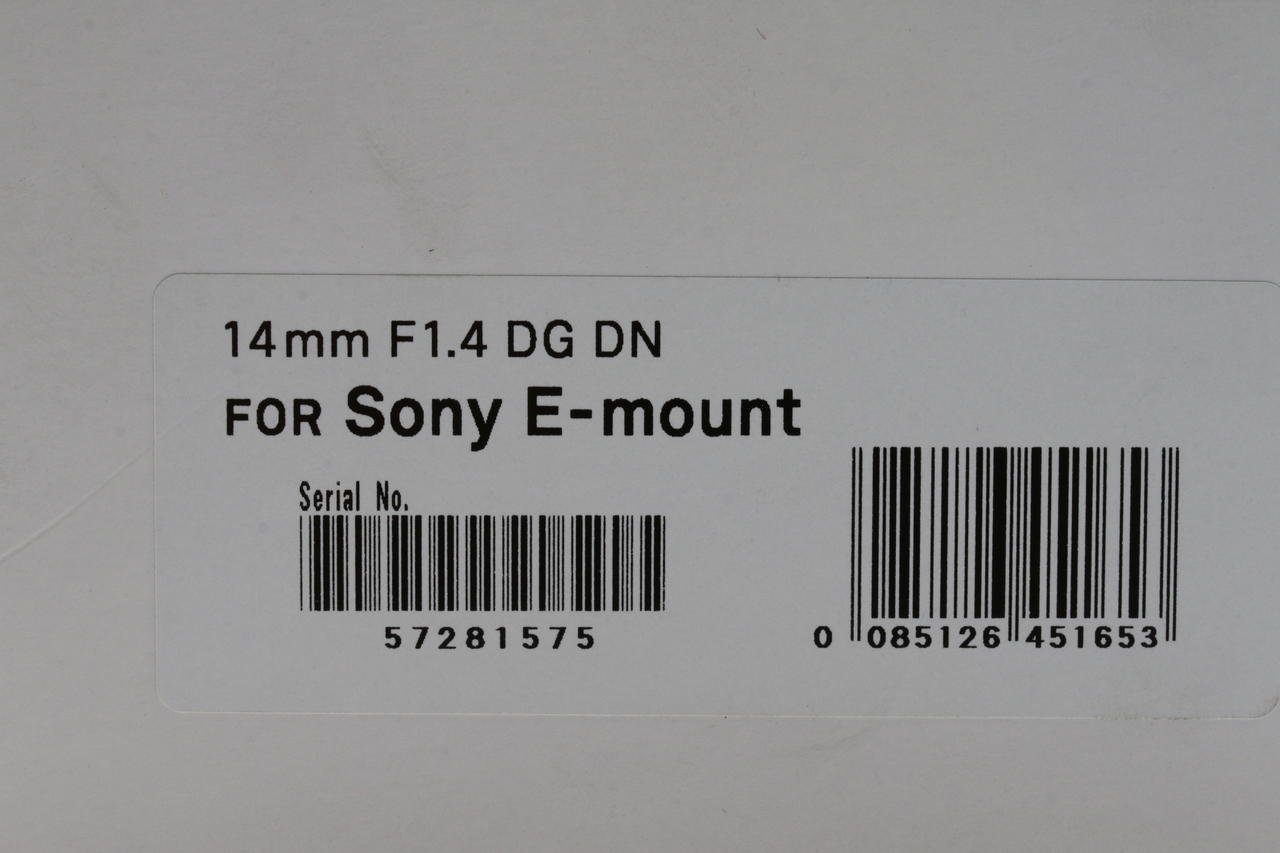 14mm F1.4 DG DN
FOR Sony E-mount
Serial No.
57281575
0 085126 451653